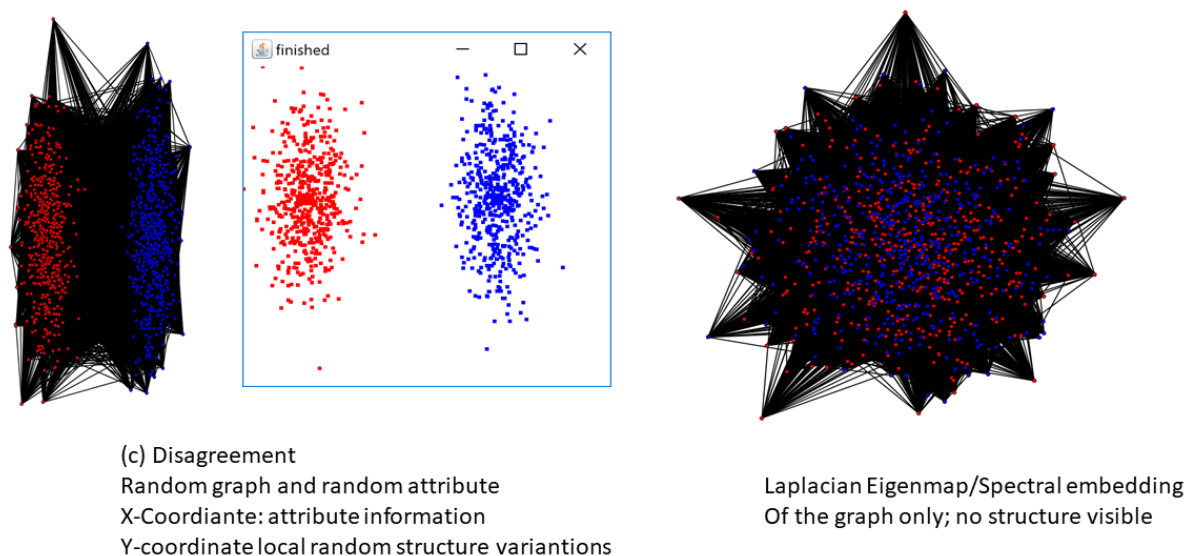 finished
(c) Disagreement
Random graph and random attribute
X-Coordiante: attribute information
Y-coordinate local random structure variantions
Laplacian Eigenmap/Spectral embedding
Of the graph only; no structure visible